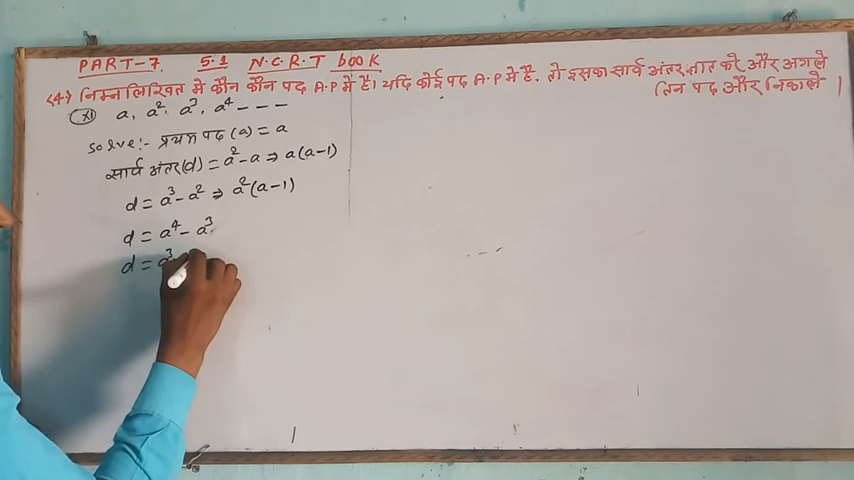 PART-7 5.1 N.C.R.T bOOK
(4.) निम्न लिखित में कौन कौन पद A.P में है। यदि कोई पद A.P में है. तो इसका सार्व अंतर ज्ञात करे और अगले
तिन पद और निकाले।
(XI) a, a², a³, a⁴ - - -
Solve:- प्रथम पद (a) = a
सार्व अंतर (d) = a² - a ⇒ a(a-1)
d = a³ - a² ⇒ a²(a-1)
d = a⁴ - a³
d = a³